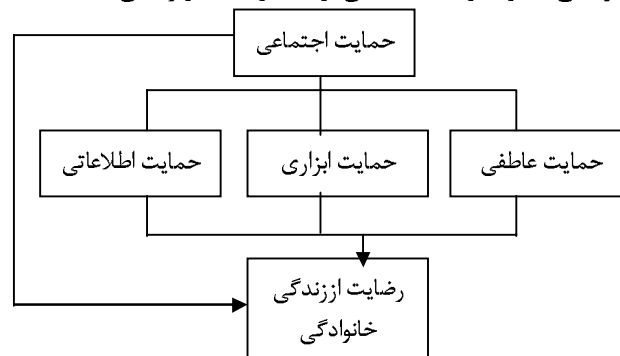 حمایت اجتماعی
حمایت عاطفی
حمایت ابزاری
حمایت اطلاعاتی
رضایت اززندگی
خانوادگی